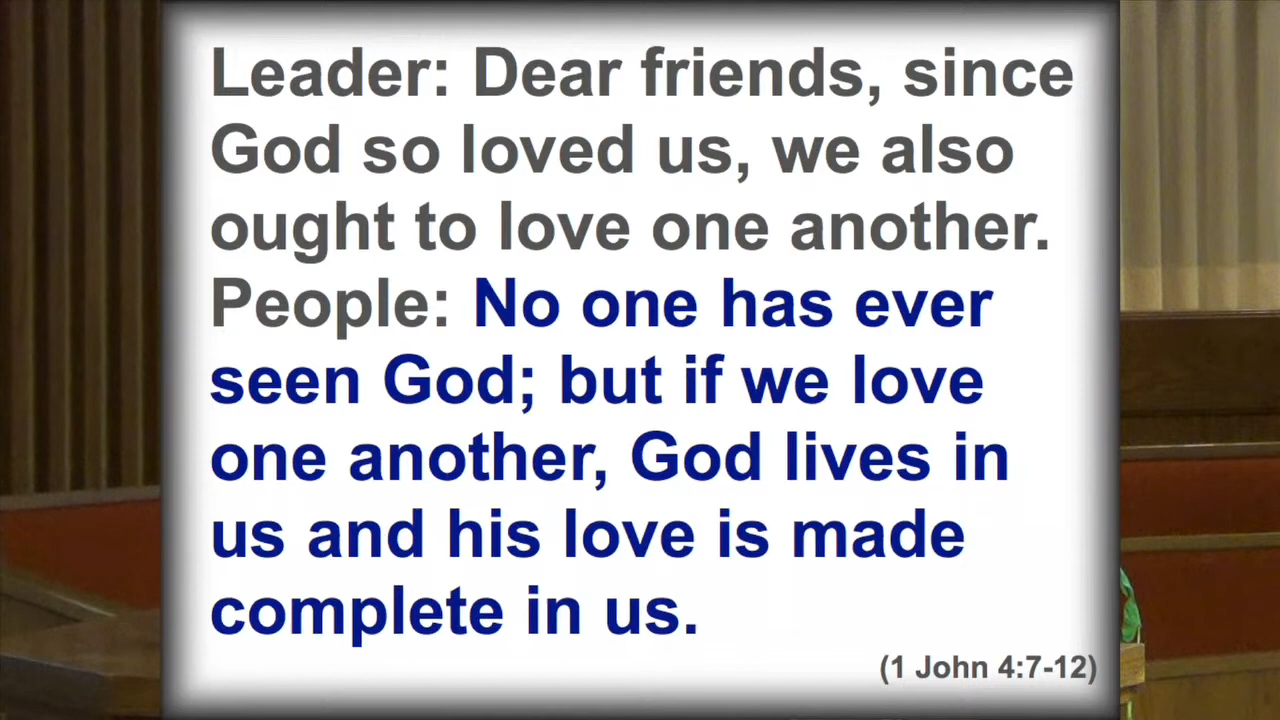 Leader: Dear friends, since
God so loved us, we also
ought to love one another.
People: No one has ever
seen God; but if we love
one another, God lives in
us and his love is made
complete in us.
(1 John 4:7-12)